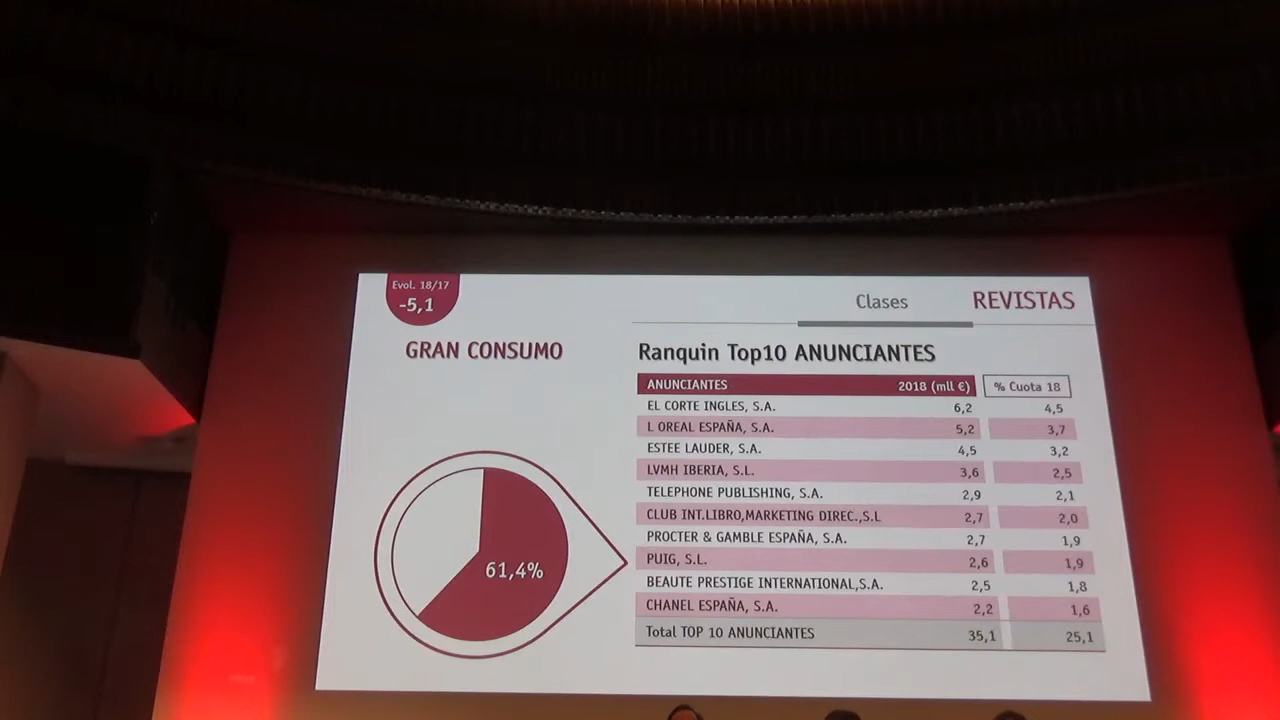 Evol. 18/17
-5,1
Clases REVISTAS
GRAN CONSUMO
Ranquin Top10 ANUNCIANTES
ANUNCIANTES 2018 (mll €) % Cuota 18
EL CORTE INGLES, S.A. 6,2 4,5
L OREAL ESPAÑA, S.A. 5,2 3,7
ESTEE LAUDER, S.A. 4,5 3,2
LVMH IBERIA, S.L. 3,6 2,5
TELEPHONE PUBLISHING, S.A. 2,9 2,1
CLUB INT.LIBRO,MARKETING DIREC.,S.L 2,7 2,0
PROCTER & GAMBLE ESPAÑA, S.A. 2,7 1,9
PUIG, S.L. 2,6 1,9
BEAUTE PRESTIGE INTERNATIONAL,S.A. 2,5 1,8
CHANEL ESPAÑA, S.A. 2,2 1,6
Total TOP 10 ANUNCIANTES 35,1 25,1
61,4%